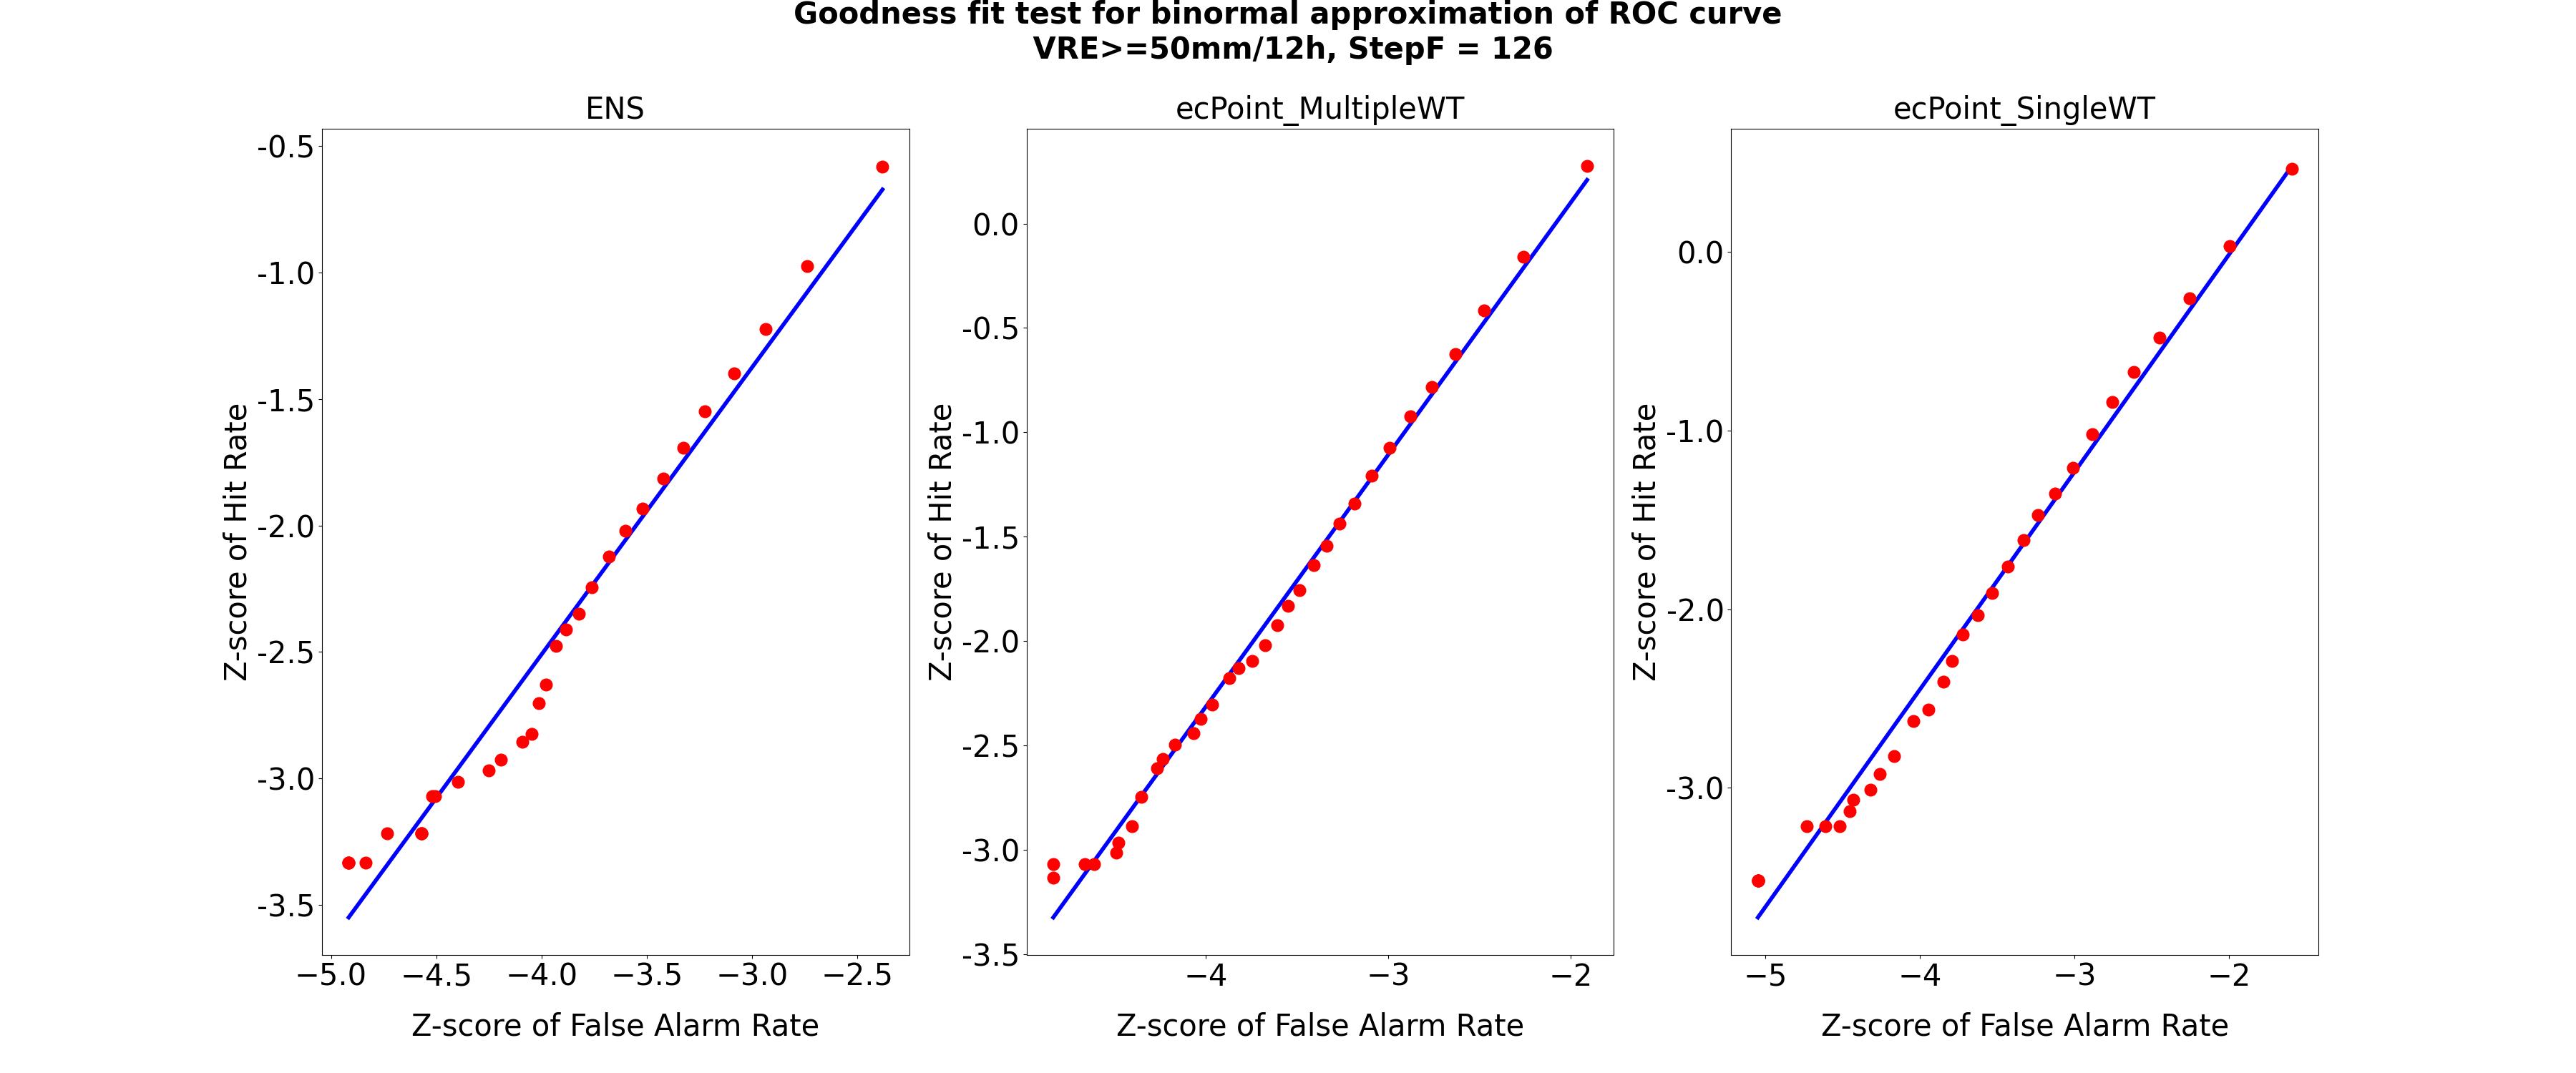 Goodness fit test for binormal approximation of ROC curve
VRE>=50mm/12h, StepF = 126
ENS
-0.5
-1.0
-1.5
-2.0
-2.5
-3.0
-3.5
Z-score of Hit Rate
−5.0 −4.5 −4.0 −3.5 −3.0 −2.5
Z-score of False Alarm Rate
ecPoint_MultipleWT
0.0
-0.5
-1.0
-1.5
-2.0
-2.5
-3.0
-3.5
Z-score of Hit Rate
−4 −3 −2
Z-score of False Alarm Rate
ecPoint_SingleWT
0.0
-1.0
-2.0
-3.0
Z-score of Hit Rate
−5 −4 −3 −2
Z-score of False Alarm Rate